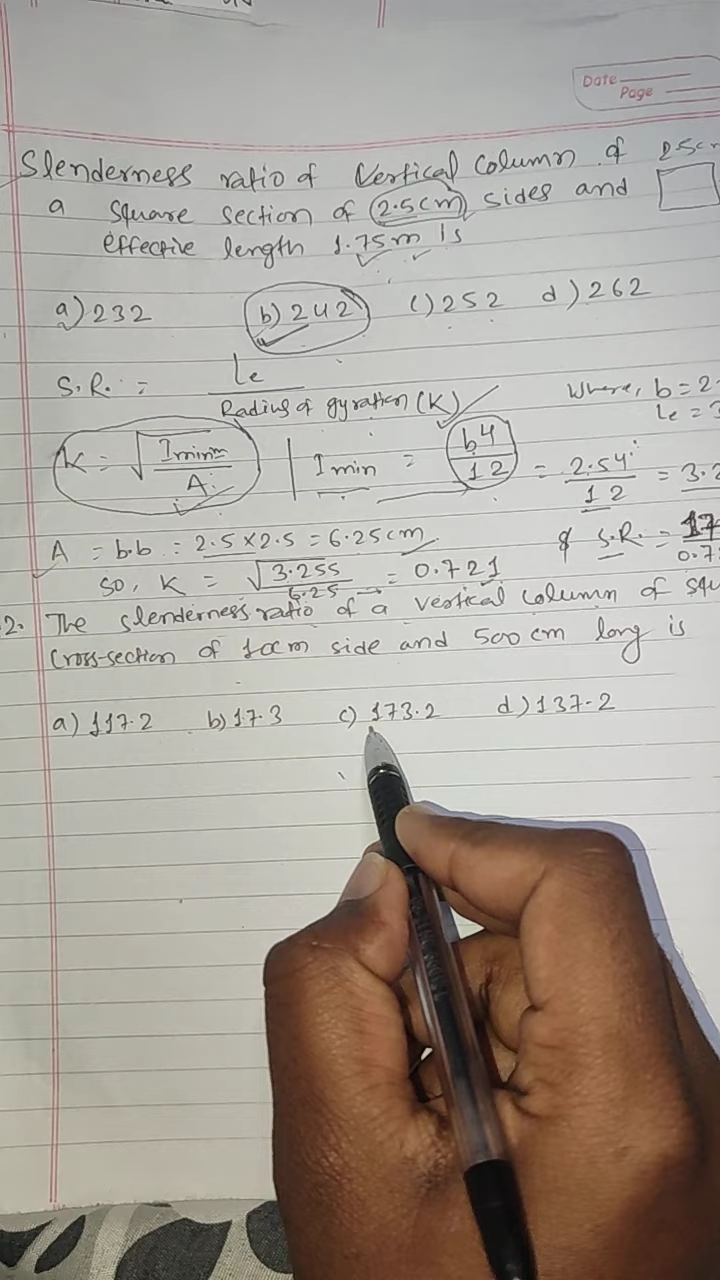 Date
Page
Slenderness ratio of Vertical Column of
a square section of 2.5cm sides and
effective length 1.75m is
a) 232 b) 242 c) 252 d) 262
S.R. = Le
Radius of gyration (K)
Where, b = 2.
Le =
K = √Imin/A | Imin = b4/12 = 2.54/12 = 3.2
A = b.b = 2.5 × 2.5 = 6.25cm
& S.R. = 17
0.7
so, K = √3.255/6.25 = 0.721
2. The slenderness ratio of a vertical column of squ
Cross-section of 10cm side and 500 cm long is
a) 117.2 b) 17.3 c) 173.2 d) 137.2